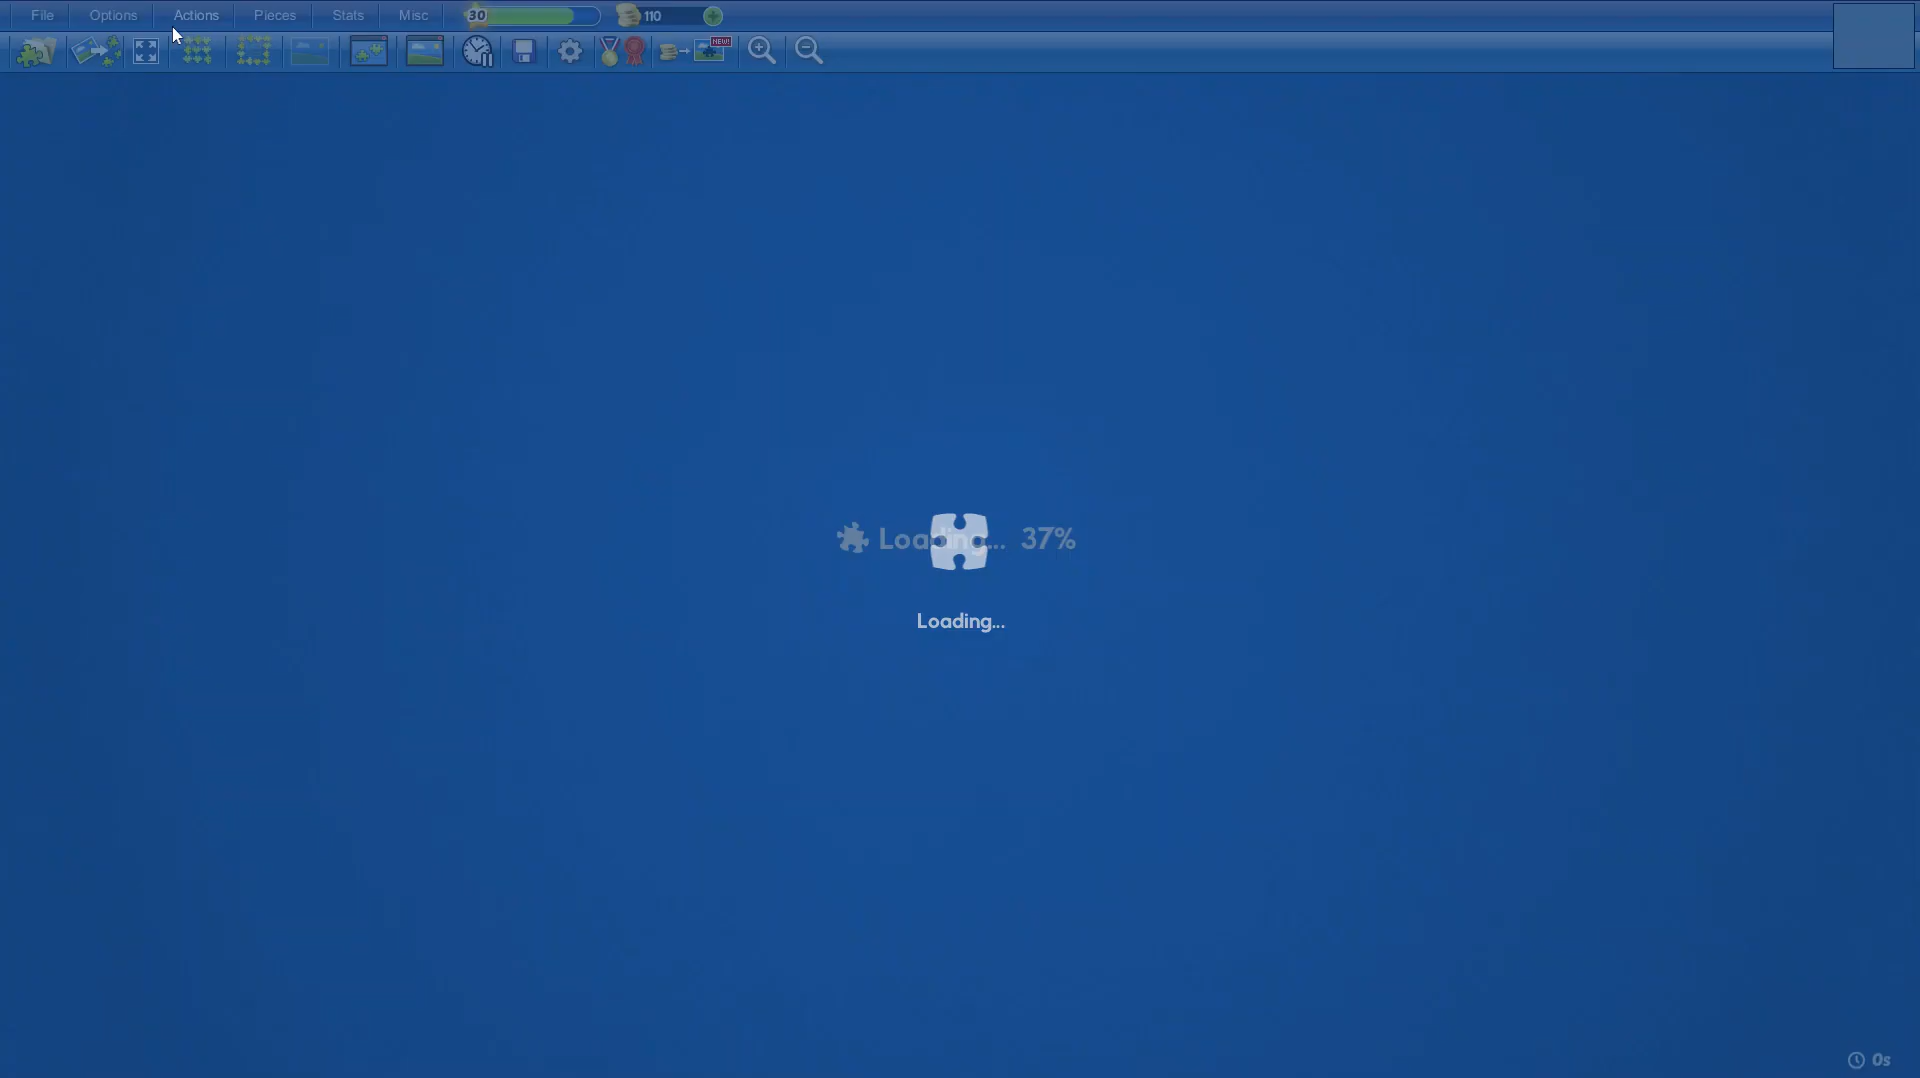 File Options Actions Pieces Stats Misc 30 110
NEW!
Loading... 37%
Loading...
0s